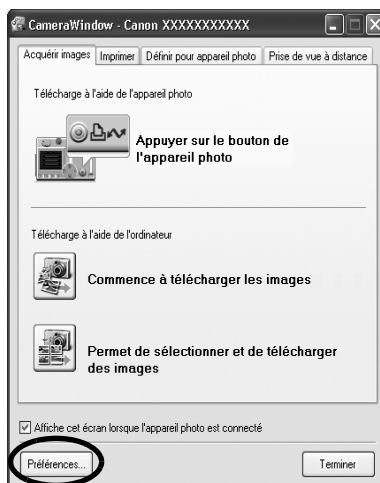 CameraWindow - Canon XXXXXXXXXXX
Acquérir images Imprimer Définir pour appareil photo Prise de vue à distance
Télécharge à l'aide de l'appareil photo
Appuyer sur le bouton de
l'appareil photo
Télécharge à l'aide de l'ordinateur
Commence à télécharger les images
Permet de sélectionner et de télécharger
des images
Affiche cet écran lorsque l'appareil photo est connecté
Préférences... Terminer